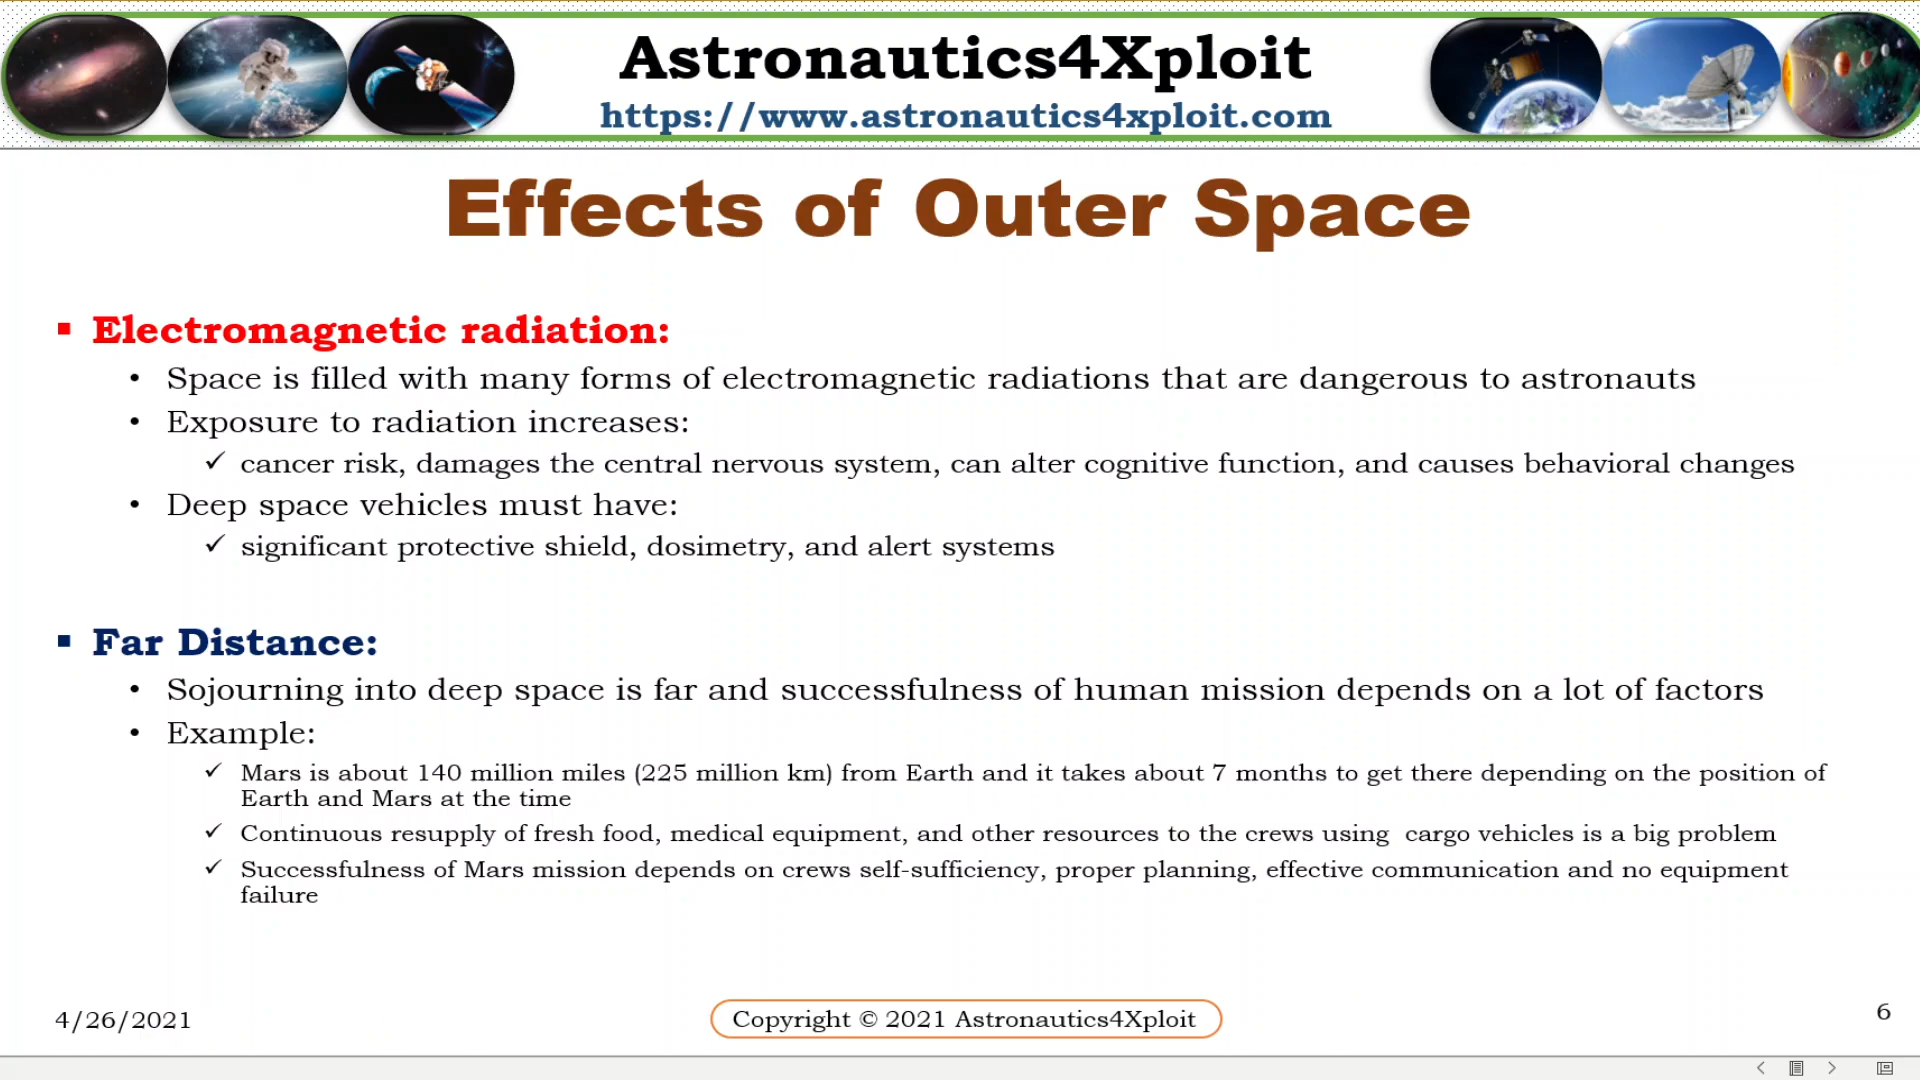 Astronautics4Xploit
https://www.astronautics4xploit.com
Effects of Outer Space
▪ Electromagnetic radiation:
• Space is filled with many forms of electromagnetic radiations that are dangerous to astronauts
• Exposure to radiation increases:
✓ cancer risk, damages the central nervous system, can alter cognitive function, and causes behavioral changes
• Deep space vehicles must have:
✓ significant protective shield, dosimetry, and alert systems
▪ Far Distance:
• Sojourning into deep space is far and successfulness of human mission depends on a lot of factors
• Example:
✓ Mars is about 140 million miles (225 million km) from Earth and it takes about 7 months to get there depending on the position of
Earth and Mars at the time
✓ Continuous resupply of fresh food, medical equipment, and other resources to the crews using  cargo vehicles is a big problem
✓ Successfulness of Mars mission depends on crews self-sufficiency, proper planning, effective communication and no equipment
failure
4/26/2021
Copyright © 2021 Astronautics4Xploit
6